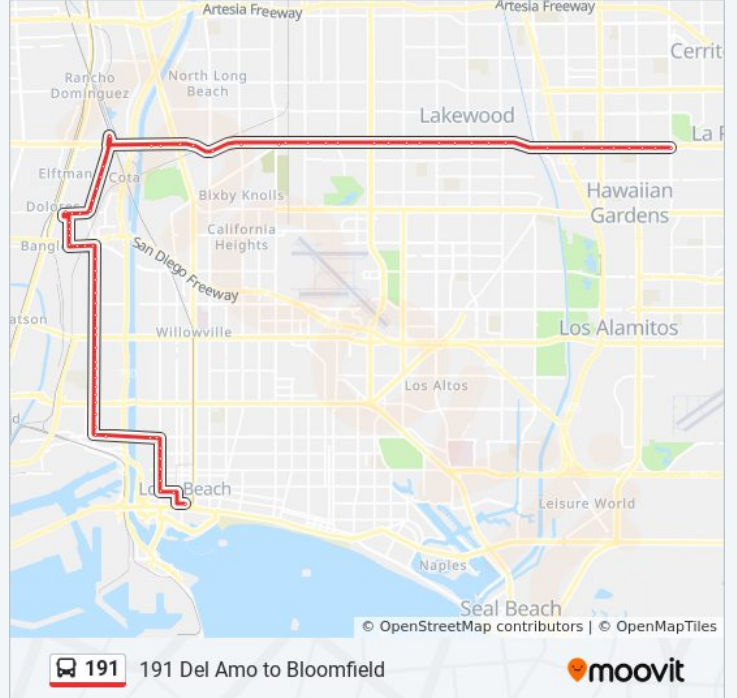 Artesia Freeway
Artesia Freeway
Cerrit
Rancho
Dominguez
North Long
Beach
Lakewood
La F
Elftman
Cota
Dolores
Bixby Knolls
Hawaiian
Gardens
California
Heights
Bangl
San Diego Freeway
atson
Willowville
Los Alamitos
Los Altos
d
Long Beach
Leisure World
Naples
Seal Beach
© OpenStreetMap contributors | © OpenMapTiles
191 191 Del Amo to Bloomfield
moovit